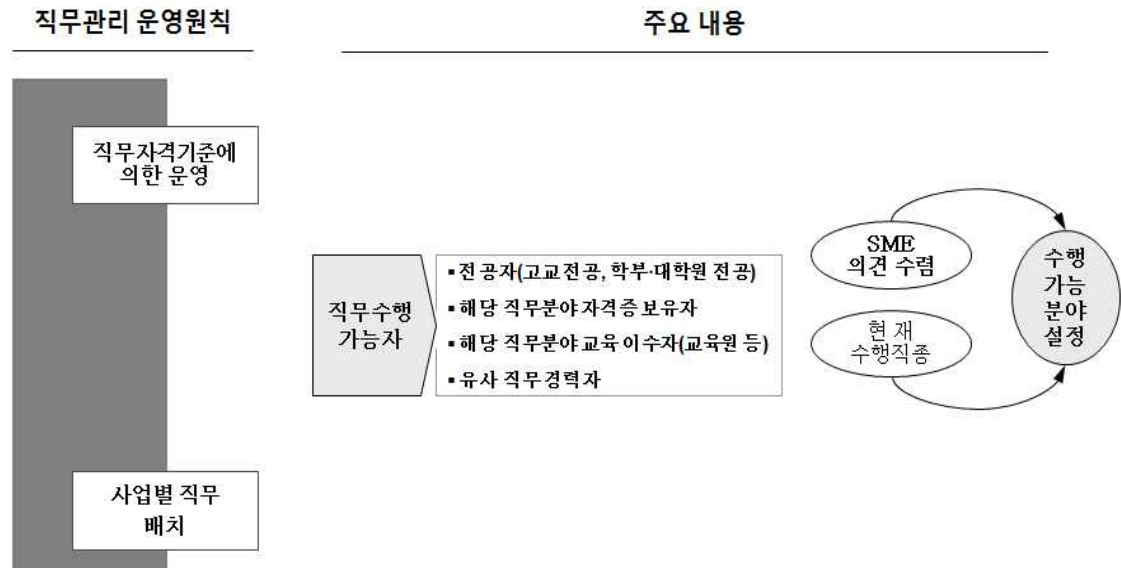 직무관리 운영원칙
주요 내용
직무자격기준에
의한 운영
직무수행
가능자
▪ 전공자(고교전공, 학부·대학원 전공)
▪ 해당 직무분야 자격증 보유자
▪ 해당 직무분야 교육 이수자(교육원 등)
▪ 유사 직무경력자
SME
의견 수렴
현 재
수행직종
수행
가능
분야
설정
사업별 직무
배치